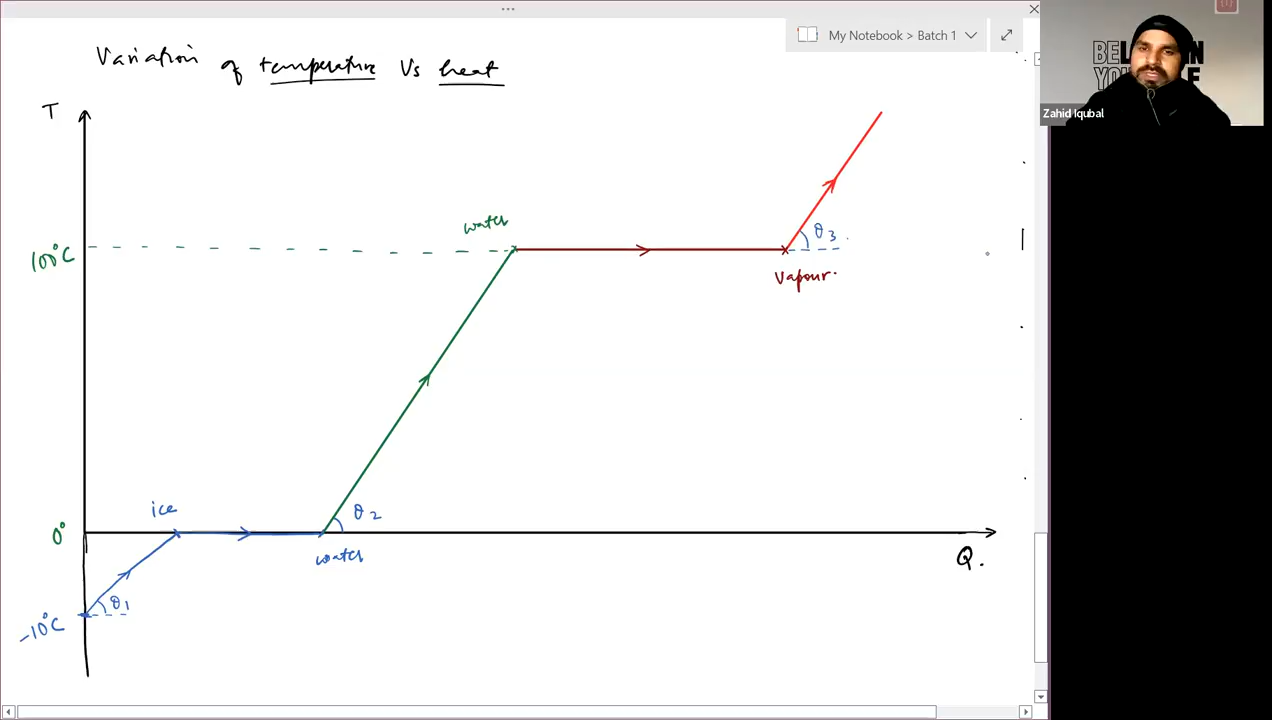 My Notebook > Batch 1
Variation of temperature Vs heat
T
water
θ3
100°C
Vapour.
ice
θ2
0°
water
Q.
θ1
-10°C
Zahid Iqubal